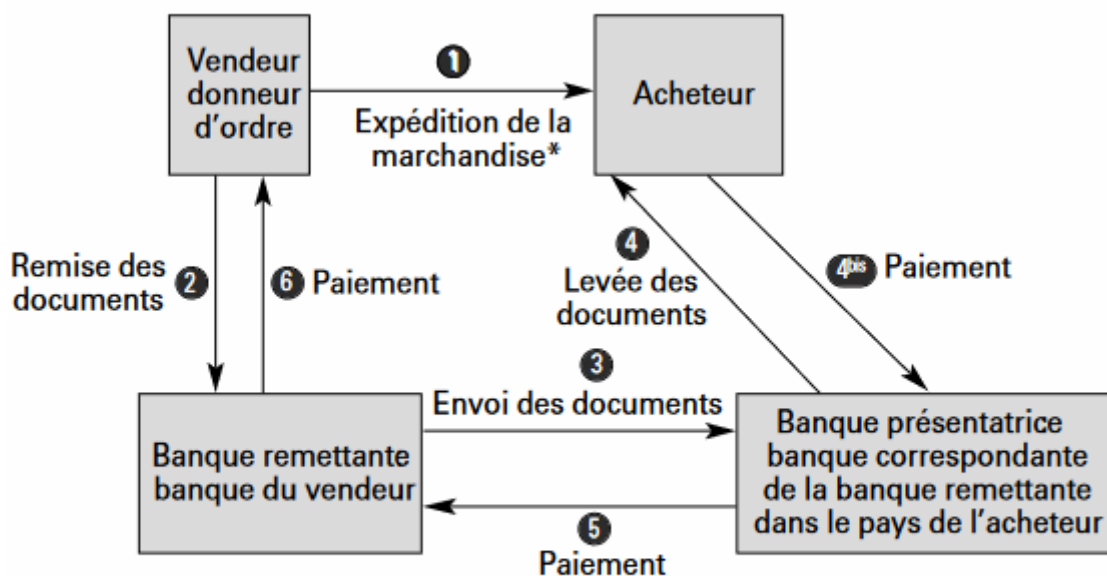 Vendeur
donneur
d'ordre
1
Expédition de la
marchandise*
Acheteur
Remise des
documents
2
6 Paiement
4
Levée des
documents
4bis Paiement
3
Envoi des documents
Banque remettante
banque du vendeur
Banque présentatrice
banque correspondante
de la banque remettante
dans le pays de l'acheteur
5
Paiement